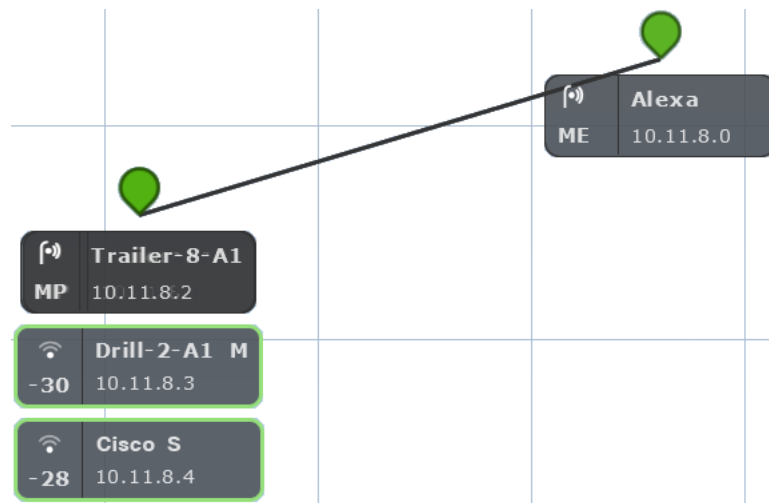 Alexa
ME 10.11.8.0
Trailer-8-A1
MP 10.11.8.2
Drill-2-A1 M
-30 10.11.8.3
Cisco S
-28 10.11.8.4